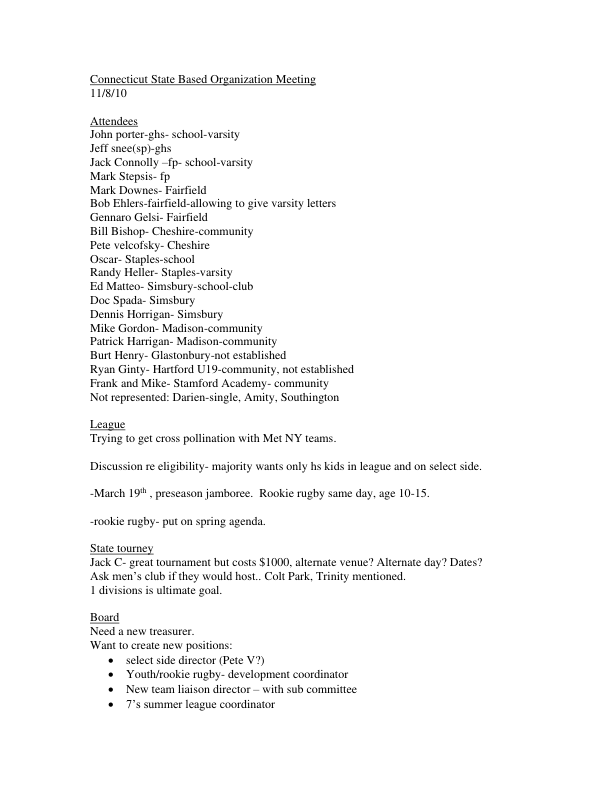 Connecticut State Based Organization Meeting
11/8/10
Attendees
John porter-ghs- school-varsity
Jeff snee(sp)-ghs
Jack Connolly –fp- school-varsity
Mark Stepsis- fp
Mark Downes- Fairfield
Bob Ehlers-fairfield-allowing to give varsity letters
Gennaro Gelsi- Fairfield
Bill Bishop- Cheshire-community
Pete velcofsky- Cheshire
Oscar- Staples-school
Randy Heller- Staples-varsity
Ed Matteo- Simsbury-school-club
Doc Spada- Simsbury
Dennis Horrigan- Simsbury
Mike Gordon- Madison-community
Patrick Harrigan- Madison-community
Burt Henry- Glastonbury-not established
Ryan Ginty- Hartford U19-community, not established
Frank and Mike- Stamford Academy- community
Not represented: Darien-single, Amity, Southington
League
Trying to get cross pollination with Met NY teams.
Discussion re eligibility- majority wants only hs kids in league and on select side.
-March 19th , preseason jamboree.  Rookie rugby same day, age 10-15.
-rookie rugby- put on spring agenda.
State tourney
Jack C- great tournament but costs $1000, alternate venue? Alternate day? Dates?
Ask men's club if they would host.. Colt Park, Trinity mentioned.
1 divisions is ultimate goal.
Board
Need a new treasurer.
Want to create new positions:
• select side director (Pete V?)
• Youth/rookie rugby- development coordinator
• New team liaison director – with sub committee
• 7's summer league coordinator